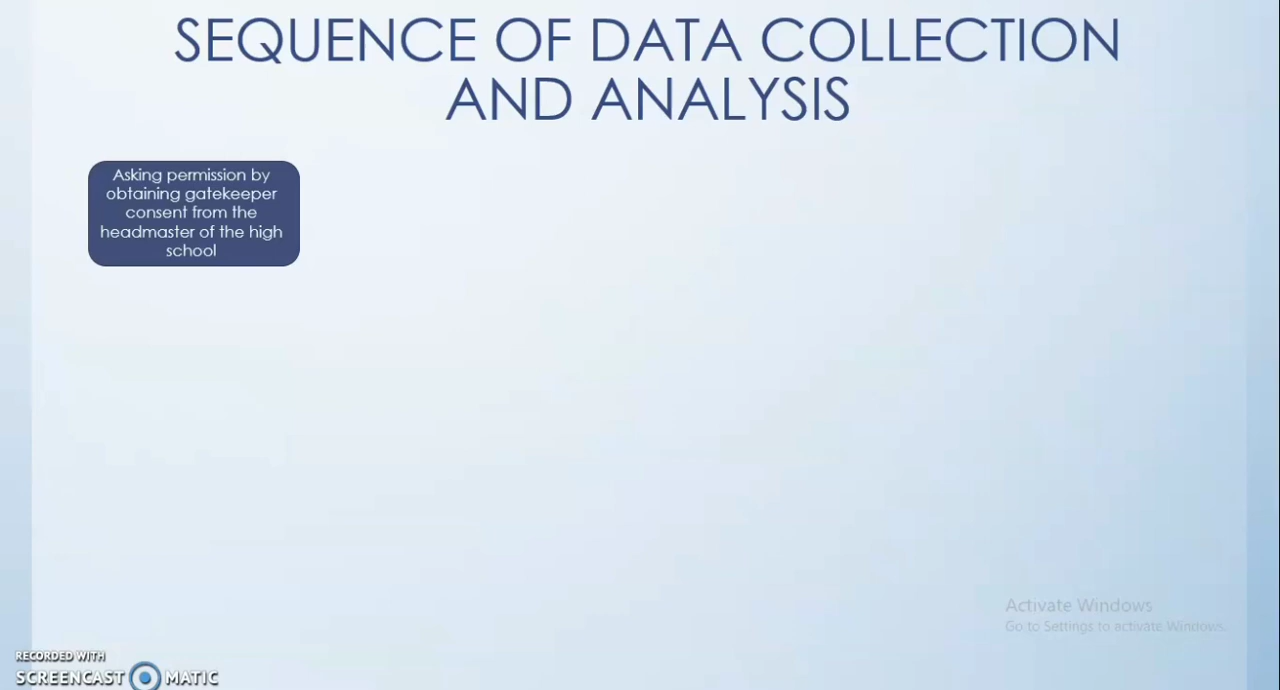 SEQUENCE OF DATA COLLECTION
AND ANALYSIS
Asking permission by
obtaining gatekeeper
consent from the
headmaster of the high
school
Activate Windows
Go to Settings to activate Windows.
RECORDED WITH
SCREENCAST MATIC